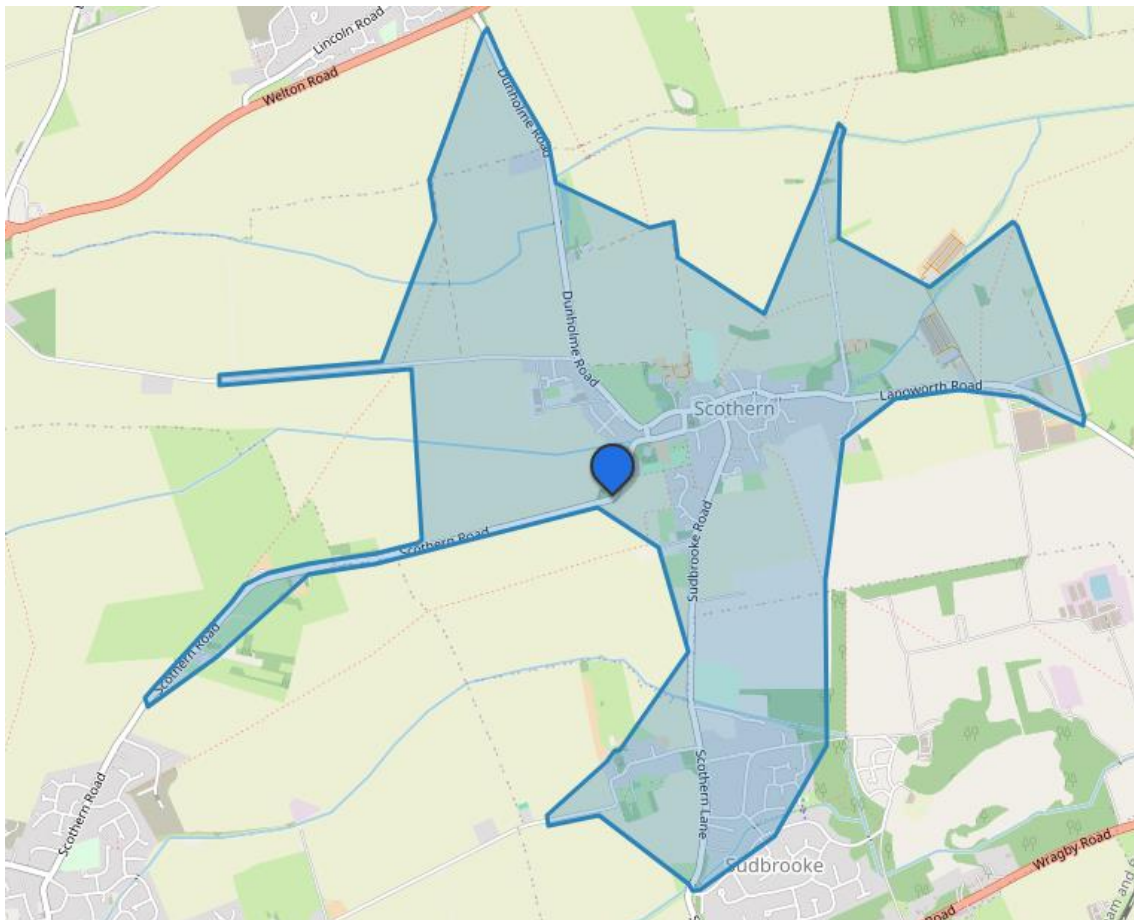 Lincoln Road
Welton Road
Dunholme Road
Dunholme Road
Scothern
Langworth Road
Scothern Road
Sudbrooke Road
Scothern Road
Scothern Road
Scothern Lane
Sudbrooke
Wragby Road
Road